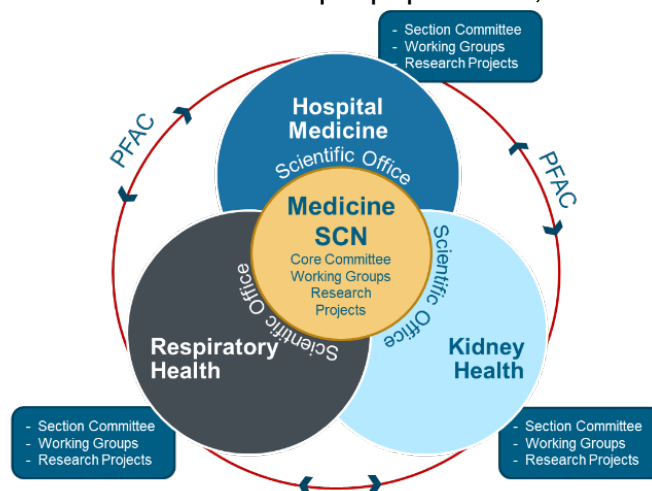 - Section Committee
- Working Groups
- Research Projects
Hospital
Medicine
Scientific Office
PFAC
PFAC
Medicine
SCN
Core Committee
Working Groups
Research
Projects
Scientific Office
Scientific Office
Respiratory
Health
Kidney
Health
- Section Committee
- Working Groups
- Research Projects
- Section Committee
- Working Groups
- Research Projects